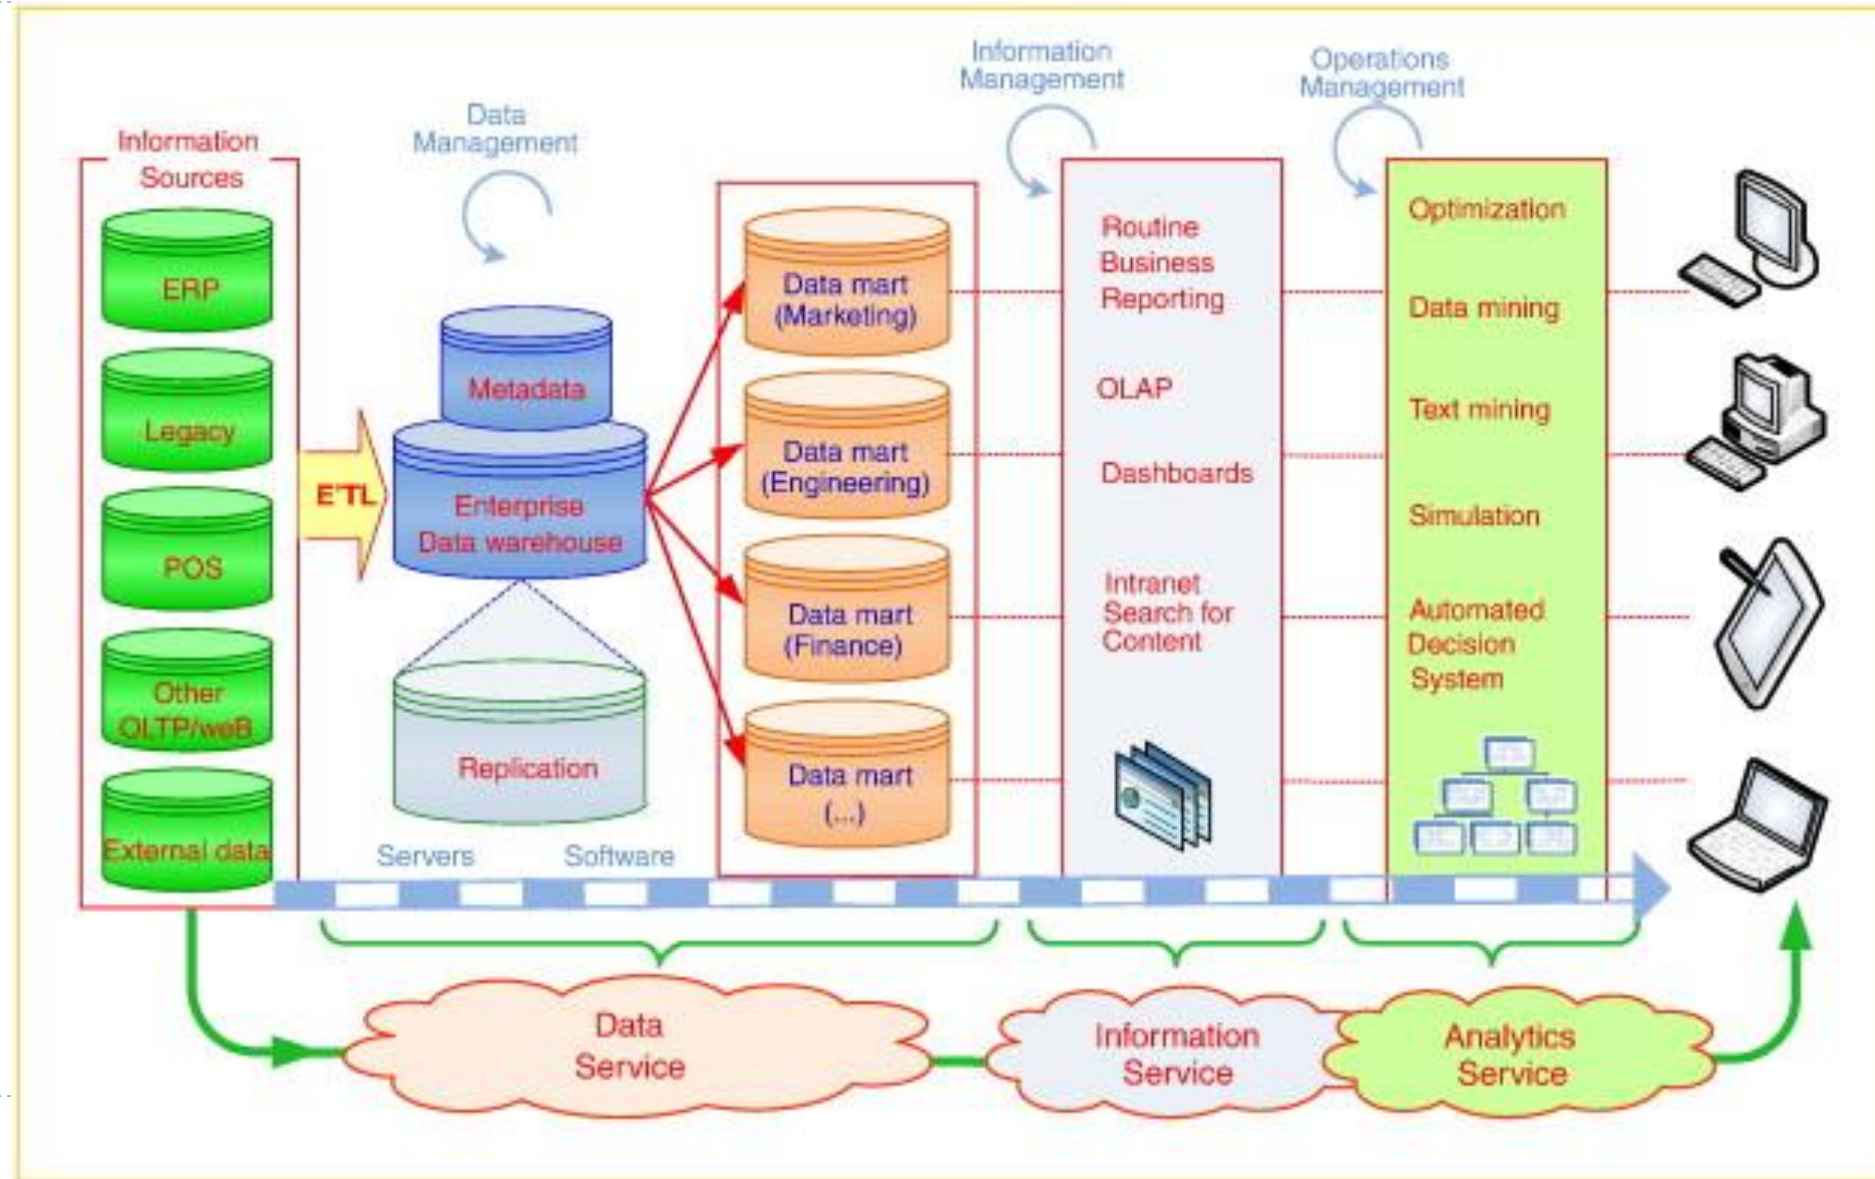 Information
Sources
ERP
Legacy
POS
Other
OLTP/weB
External data
E'TL
Data
Management
Metadata
Enterprise
Data warehouse
Replication
Servers
Software
Data mart
(Marketing)
Data mart
(Engineering)
Data mart
(Finance)
Data mart
(...)
Information
Management
Routine
Business
Reporting
OLAP
Dashboards
Intranet
Search for
Content
Operations
Management
Optimization
Data mining
Text mining
Simulation
Automated
Decision
System
Data
Service
Information
Service
Analytics
Service